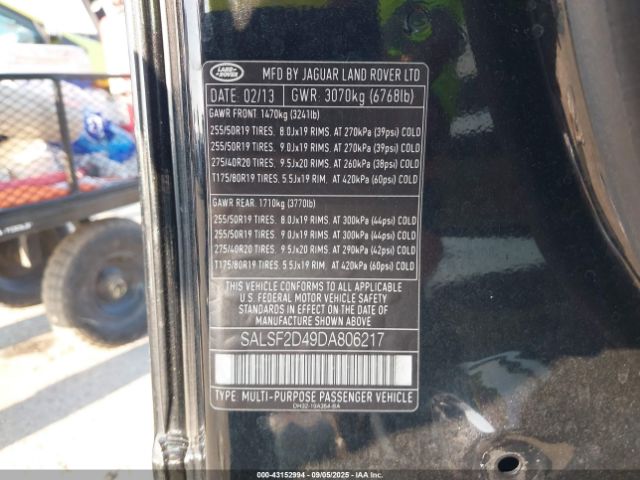 LAND ROVER
MFD BY JAGUAR LAND ROVER LTD
DATE: 02/13 GWR: 3070kg (6768lb)
GAWR FRONT: 1470kg (3241lb)
255/50R19 TIRES. 8.0Jx19 RIMS. AT 270kPa (39psi) COLD
255/50R19 TIRES. 9.0Jx19 RIMS. AT 270kPa (39psi) COLD
275/40R20 TIRES. 9.5Jx20 RIMS. AT 260kPa (38psi) COLD
T175/80R19 TIRES. 5.5Jx19 RIM. AT 420kPa (60psi) COLD
GAWR REAR: 1710kg (3770lb)
255/50R19 TIRES. 8.0Jx19 RIMS. AT 300kPa (44psi) COLD
255/50R19 TIRES. 9.0Jx19 RIMS. AT 300kPa (44psi) COLD
275/40R20 TIRES. 9.5Jx20 RIMS. AT 290kPa (42psi) COLD
T175/80R19 TIRES. 5.5Jx19 RIM. AT 420kPa (60psi) COLD
THIS VEHICLE CONFORMS TO ALL APPLICABLE
U.S. FEDERAL MOTOR VEHICLE SAFETY
STANDARDS IN EFFECT ON THE DATE OF
MANUFACTURE SHOWN ABOVE
SALSF2D49DA806217
TYPE: MULTI-PURPOSE PASSENGER VEHICLE
000-43152994 - 09/05/2025 - IAAI.COM